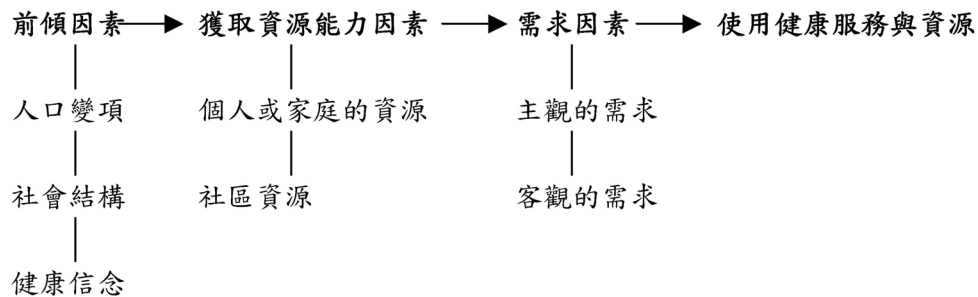 前傾因素 獲取資源能力因素 需求因素 使用健康服務與資源
人口變項 個人或家庭的資源 主觀的需求
社會結構 社區資源 客觀的需求
健康信念